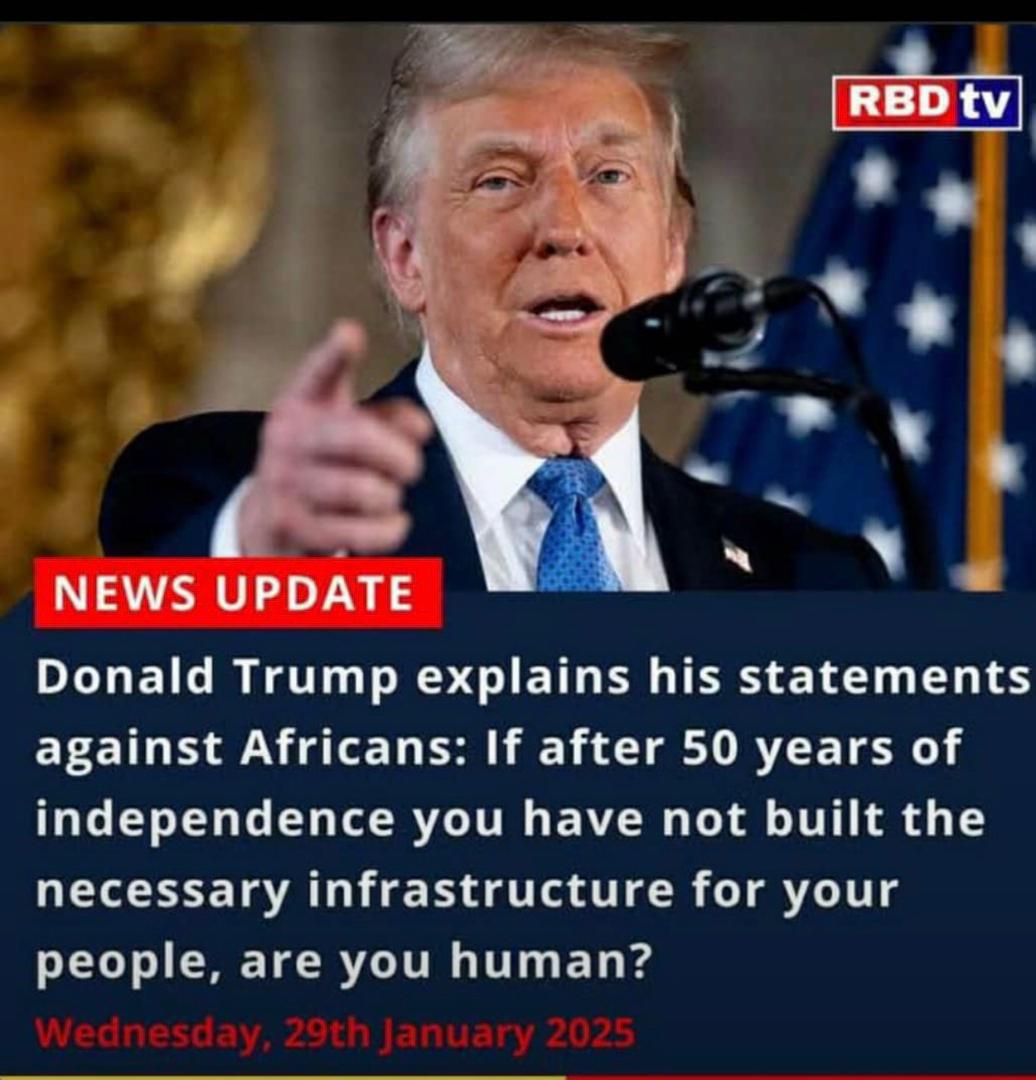 RBD tv
NEWS UPDATE
Donald Trump explains his statements
against Africans: If after 50 years of
independence you have not built the
necessary infrastructure for your
people, are you human?
Wednesday, 29th January 2025